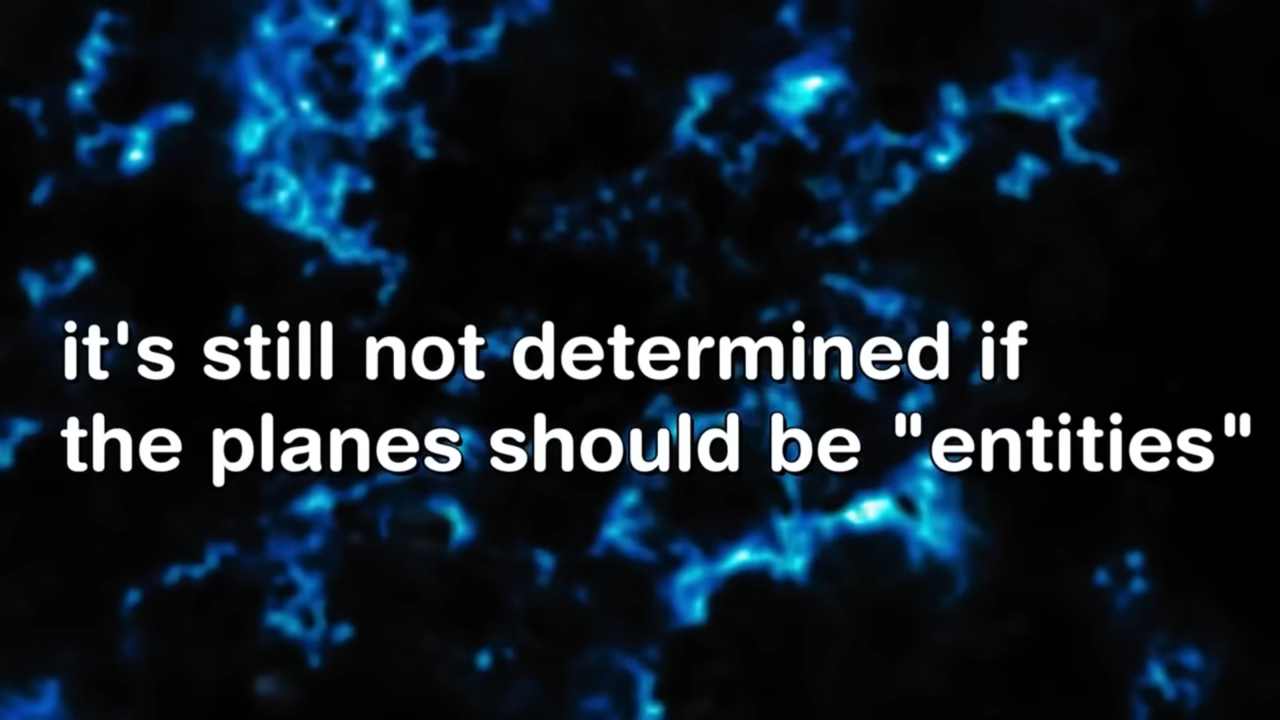 it's still not determined if
the planes should be "entities"